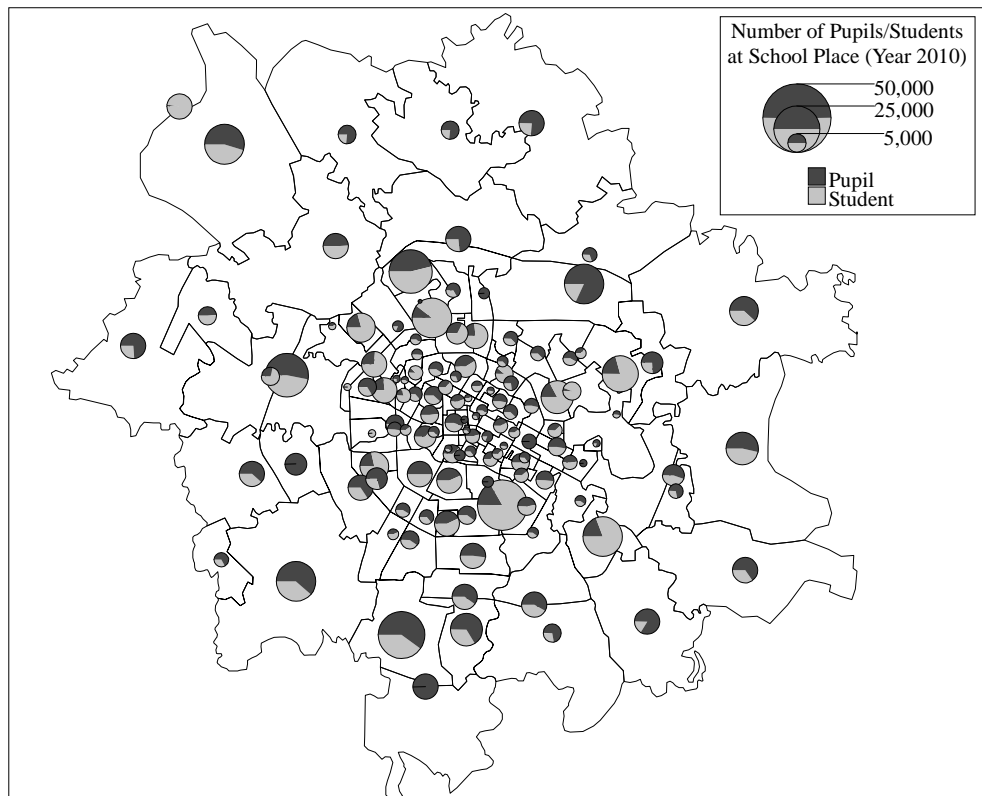 Number of Pupils/Students
at School Place (Year 2010)
50,000
25,000
5,000
Pupil
Student